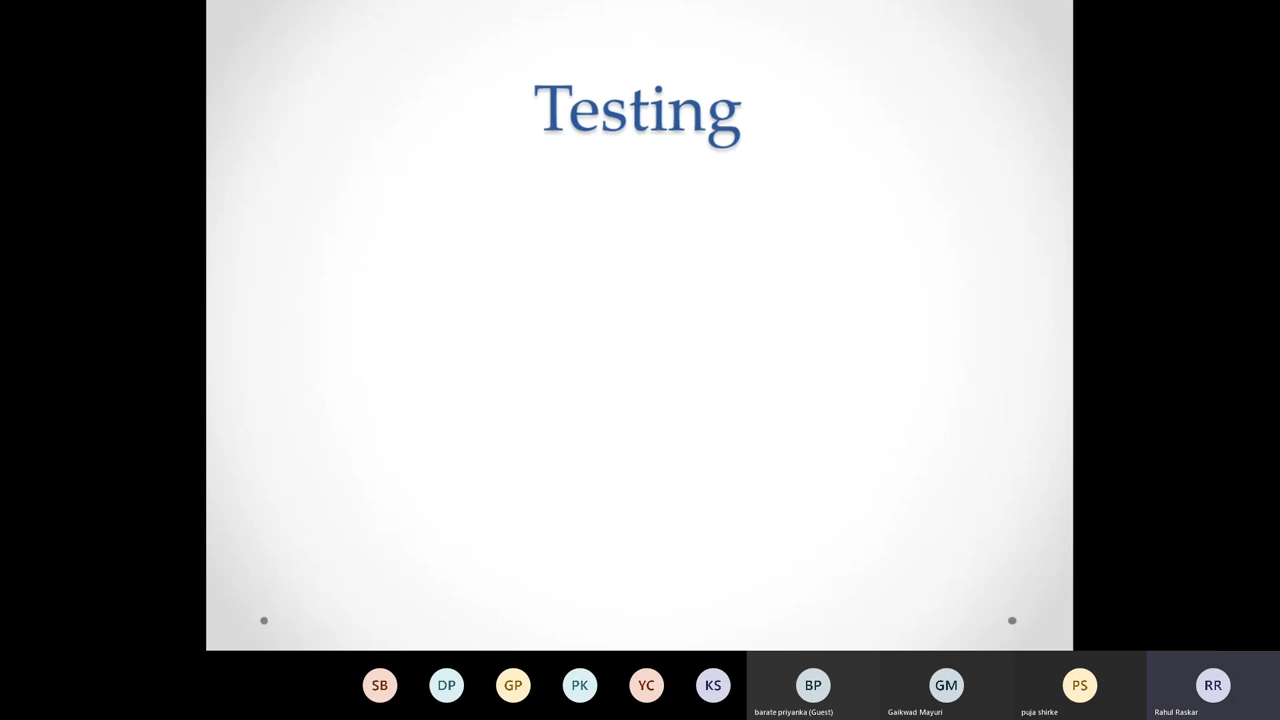 Testing
SB DP GP PK YC KS BP GM PS RR
barate priyanka (Guest) Gaikwad Mayuri puja shirke Rahul Raskar